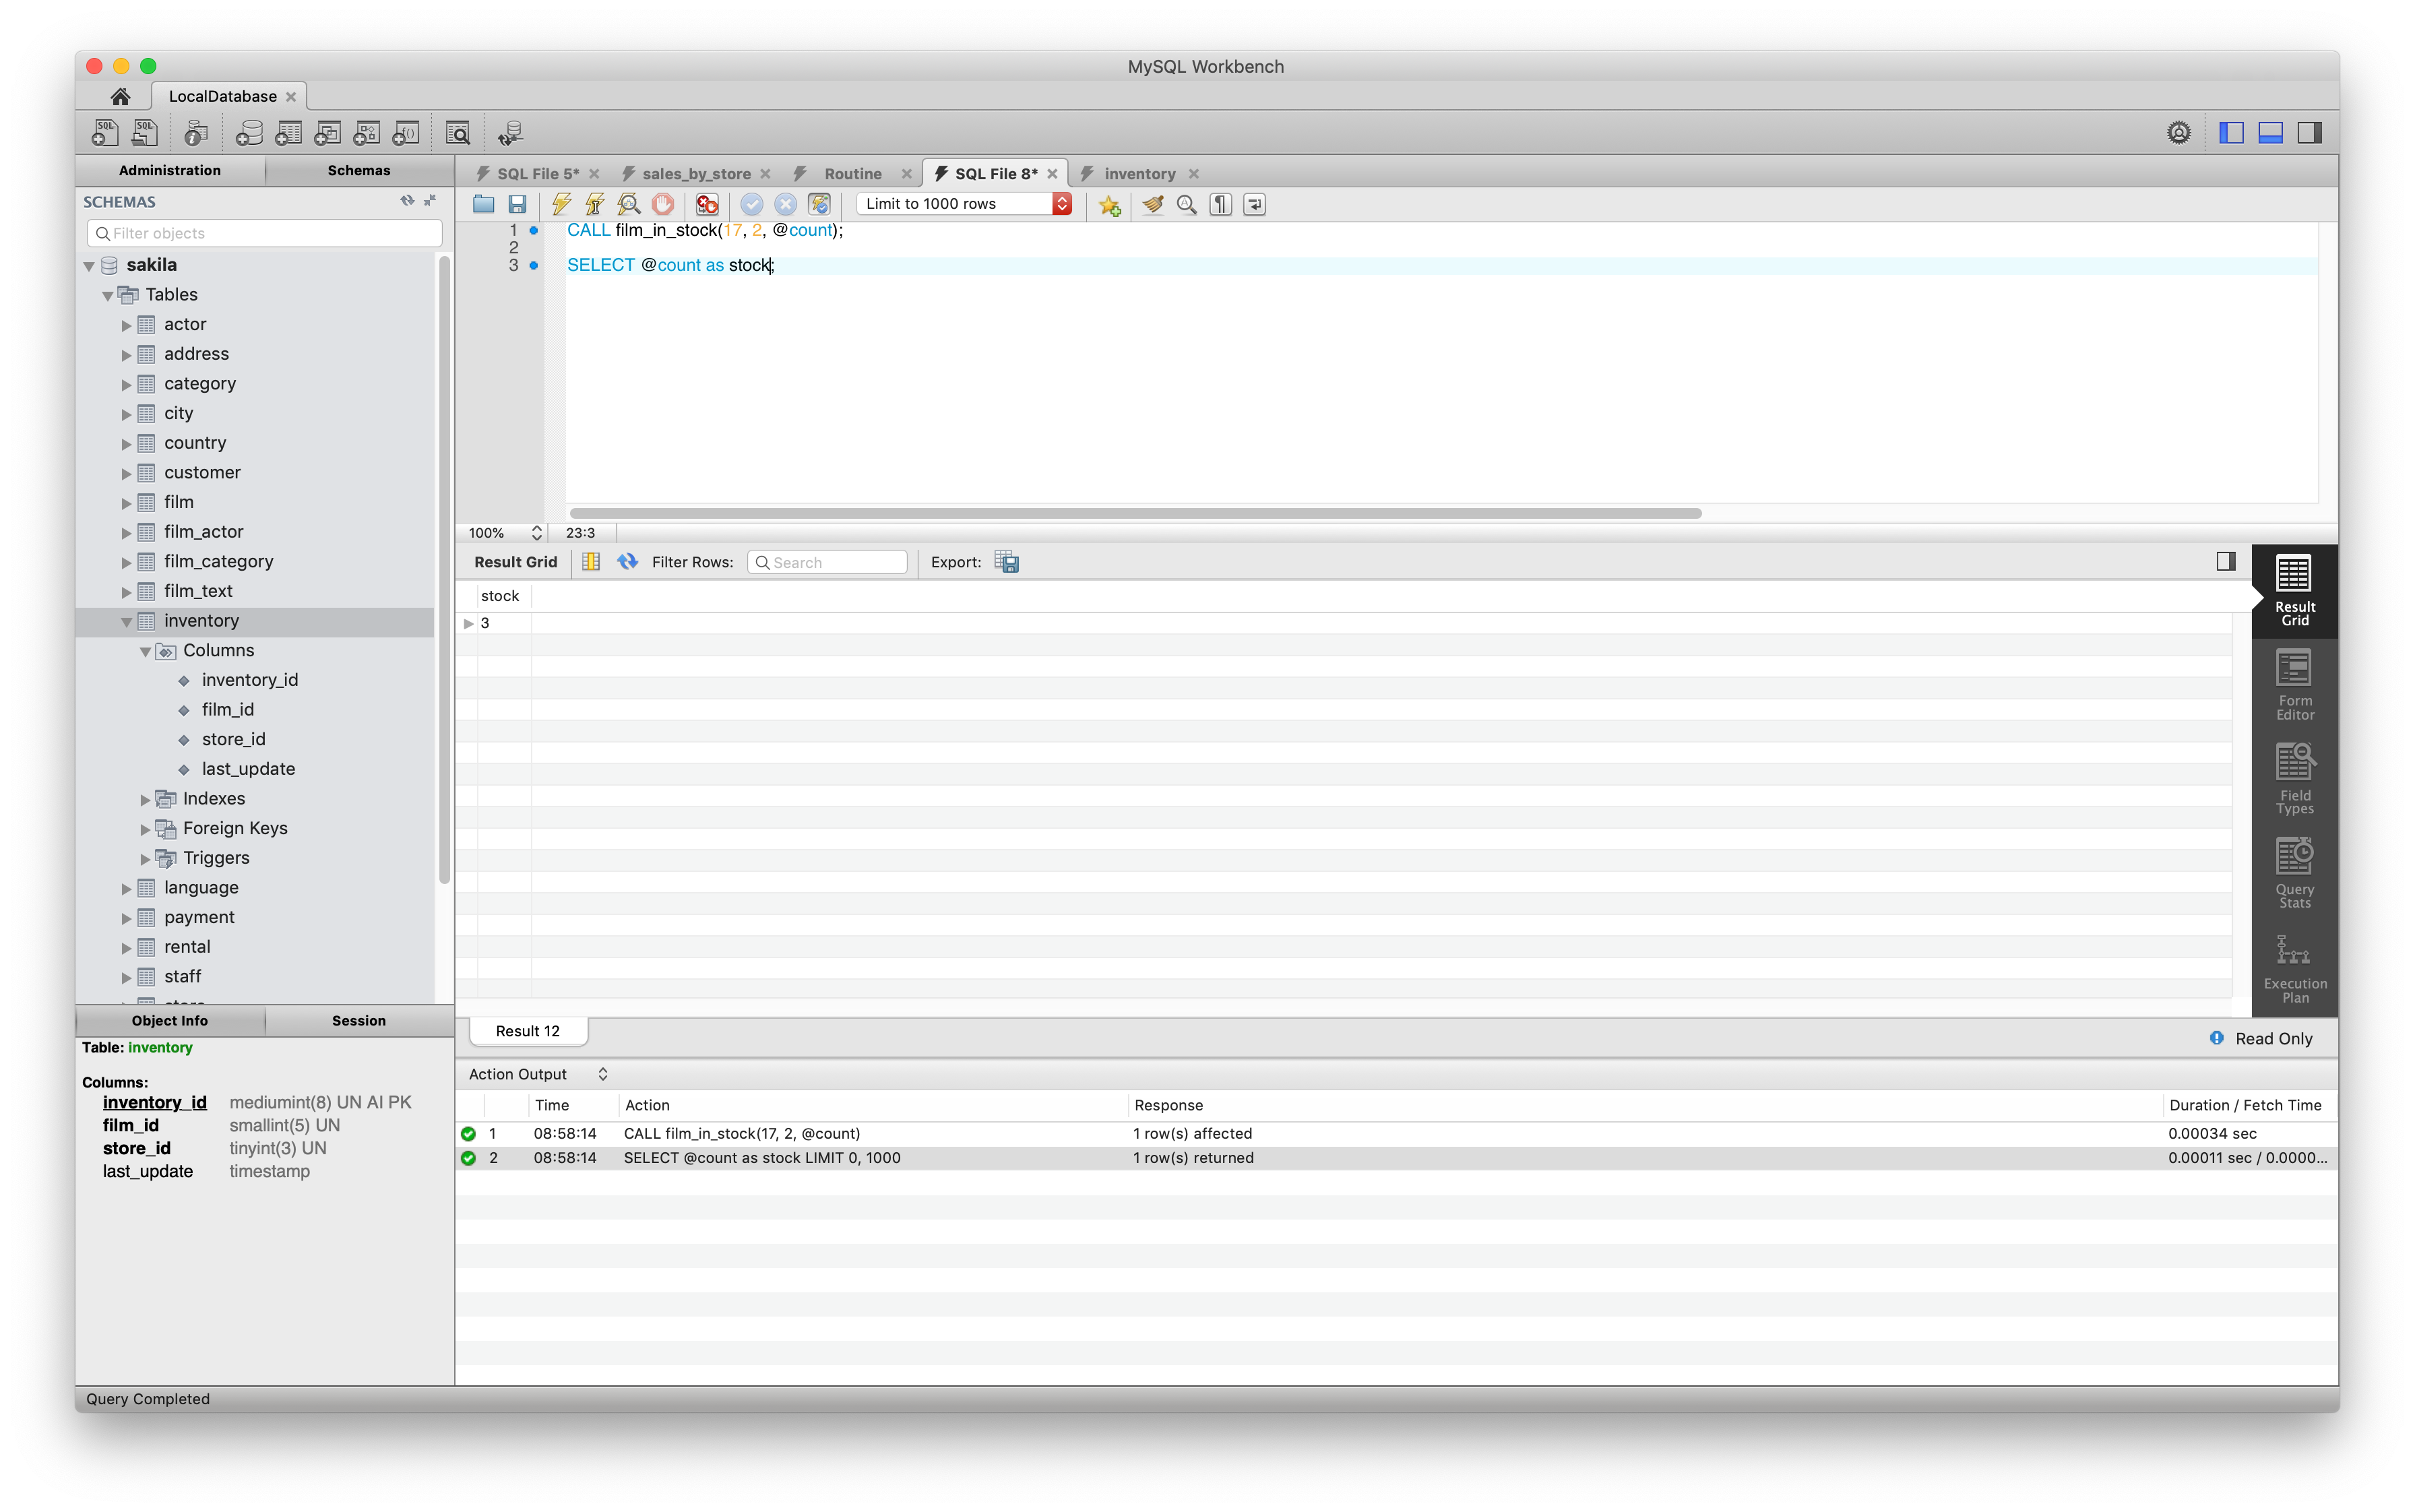 MySQL Workbench
LocalDatabase
Administration
Schemas
SQL File 5*
sales_by_store
Routine
SQL File 8*
inventory
SCHEMAS
Filter objects
Limit to 1000 rows
1 CALL film_in_stock(17, 2, @count);
2
3 SELECT @count as stock;
sakila
Tables
actor
address
category
city
country
customer
film
film_actor
film_category
film_text
inventory
Columns
inventory_id
film_id
store_id
last_update
Indexes
Foreign Keys
Triggers
language
payment
rental
staff
100%
23:3
Result Grid
Filter Rows:
Search
Export:
stock
3
Result
Grid
Form
Editor
Field
Types
Query
Stats
Execution
Plan
Result 12
Read Only
Object Info
Session
Table: inventory
Columns:
inventory_id mediumint(8) UN AI PK
film_id smallint(5) UN
store_id tinyint(3) UN
last_update timestamp
Action Output
Time Action Response Duration / Fetch Time
1 08:58:14 CALL film_in_stock(17, 2, @count) 1 row(s) affected 0.00034 sec
2 08:58:14 SELECT @count as stock LIMIT 0, 1000 1 row(s) returned 0.00011 sec / 0.0000...
Query Completed